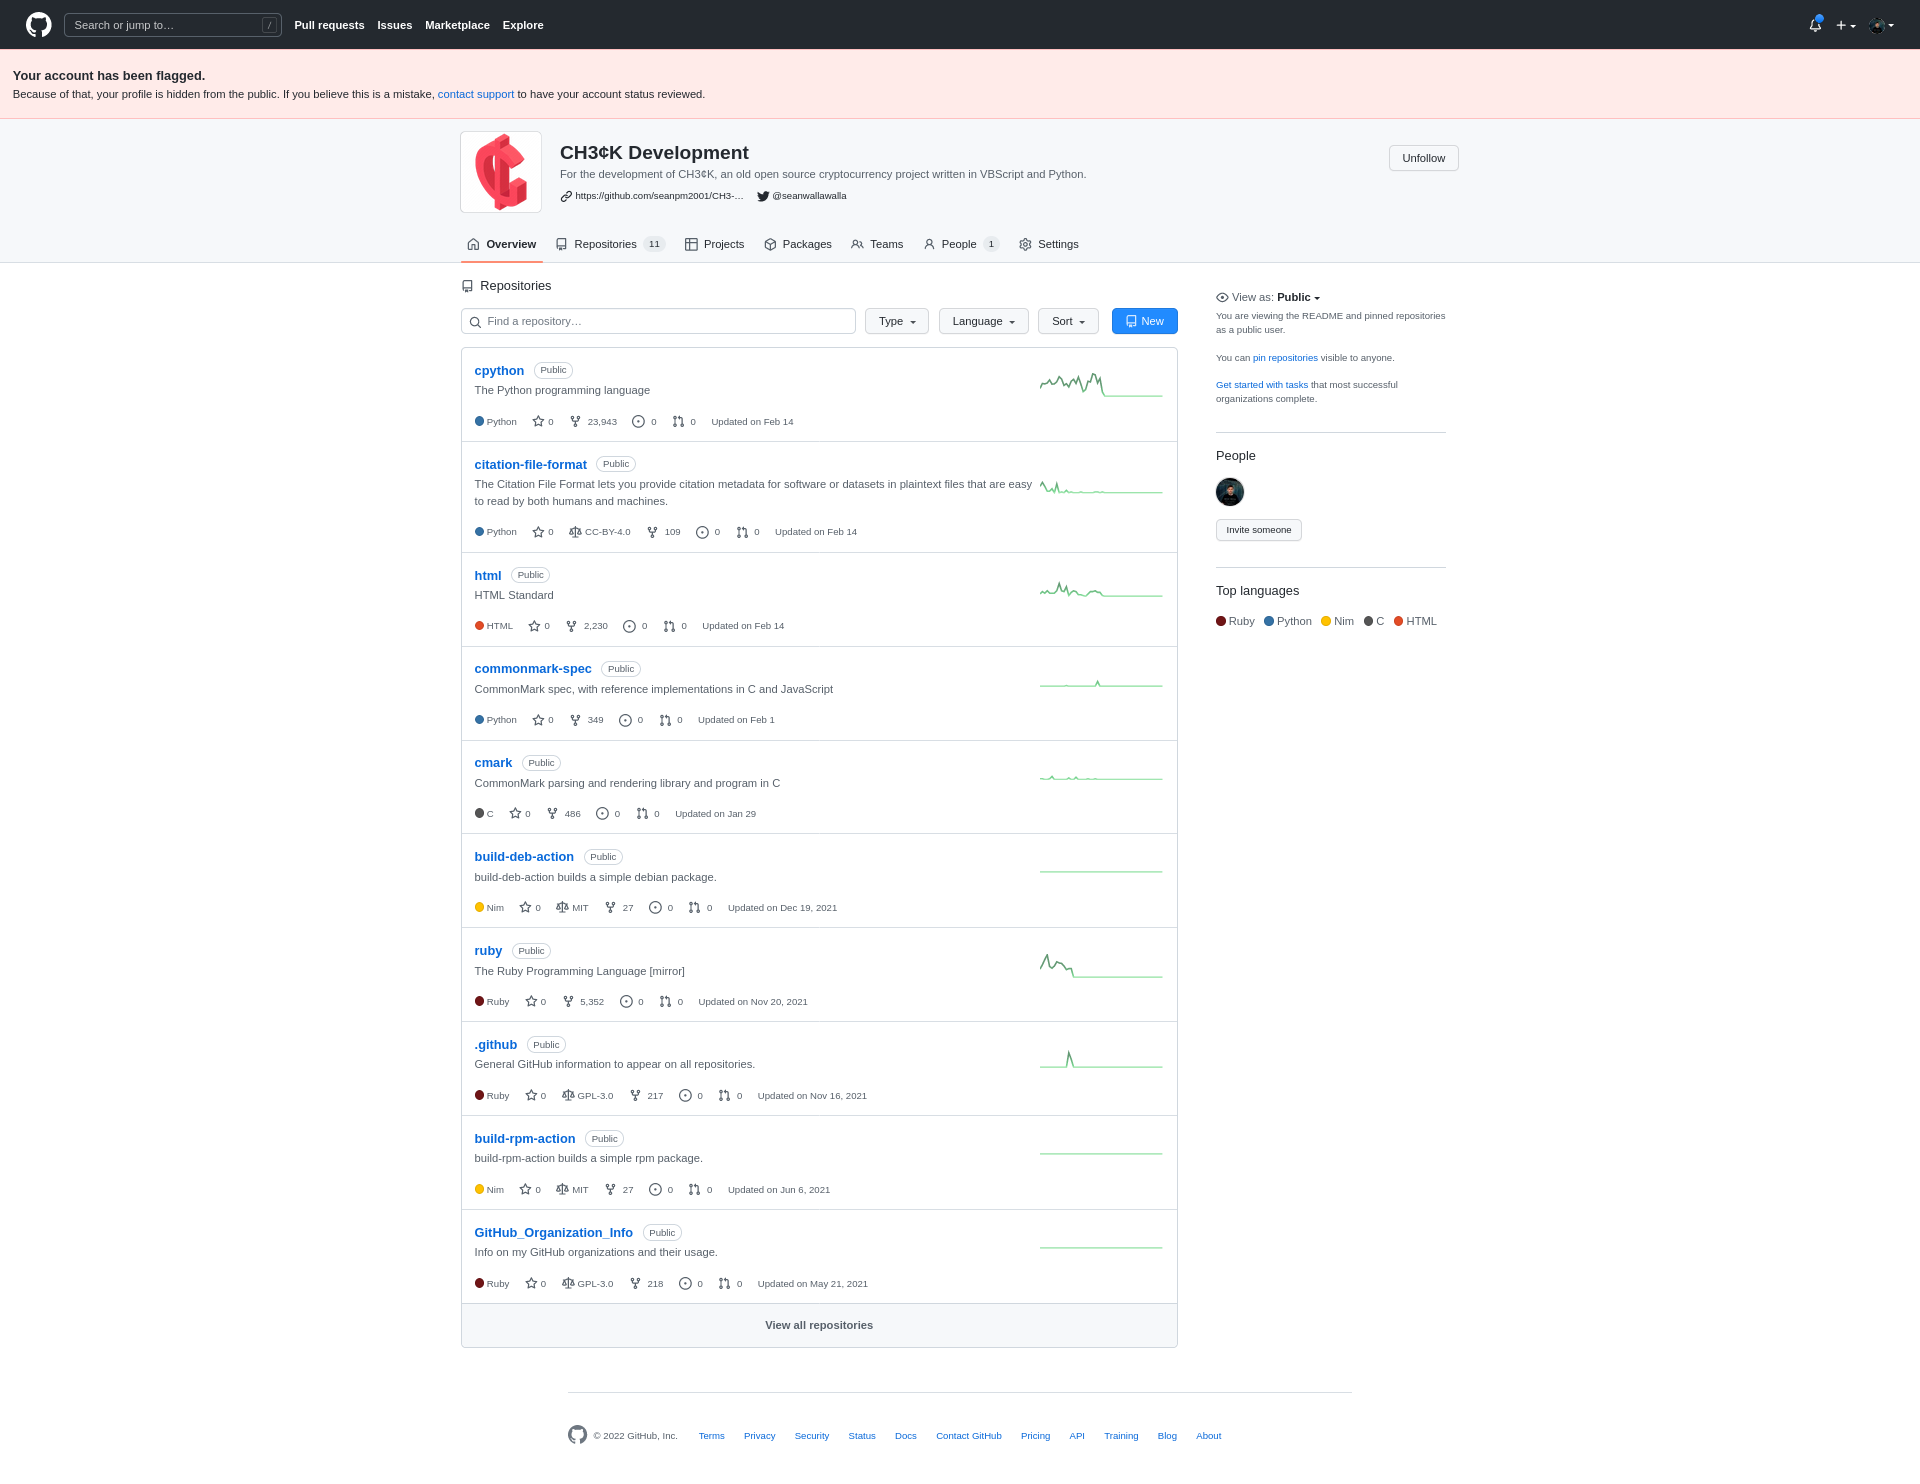 Search or jump to… /
Pull requests Issues Marketplace Explore
Your account has been flagged.
Because of that, your profile is hidden from the public. If you believe this is a mistake, contact support to have your account status reviewed.
CH3¢K Development
For the development of CH3¢K, an old open source cryptocurrency project written in VBScript and Python.
https://github.com/seanpm2001/CH3-… @seanwallawalla
Unfollow
Overview Repositories 11 Projects Packages Teams People 1 Settings
Repositories
Find a repository… Type Language Sort New
cpython Public
The Python programming language
Python 0 23,943 0 0 Updated on Feb 14
citation-file-format Public
The Citation File Format lets you provide citation metadata for software or datasets in plaintext files that are easy
to read by both humans and machines.
Python 0 CC-BY-4.0 109 0 0 Updated on Feb 14
html Public
HTML Standard
HTML 0 2,230 0 0 Updated on Feb 14
commonmark-spec Public
CommonMark spec, with reference implementations in C and JavaScript
Python 0 349 0 0 Updated on Feb 1
cmark Public
CommonMark parsing and rendering library and program in C
C 0 486 0 0 Updated on Jan 29
build-deb-action Public
build-deb-action builds a simple debian package.
Nim 0 MIT 27 0 0 Updated on Dec 19, 2021
ruby Public
The Ruby Programming Language [mirror]
Ruby 0 5,352 0 0 Updated on Nov 20, 2021
.github Public
General GitHub information to appear on all repositories.
Ruby 0 GPL-3.0 217 0 0 Updated on Nov 16, 2021
build-rpm-action Public
build-rpm-action builds a simple rpm package.
Nim 0 MIT 27 0 0 Updated on Jun 6, 2021
GitHub_Organization_Info Public
Info on my GitHub organizations and their usage.
Ruby 0 GPL-3.0 218 0 0 Updated on May 21, 2021
View all repositories
View as: Public
You are viewing the README and pinned repositories
as a public user.
You can pin repositories visible to anyone.
Get started with tasks that most successful
organizations complete.
People
Invite someone
Top languages
Ruby Python Nim C HTML
© 2022 GitHub, Inc. Terms Privacy Security Status Docs Contact GitHub Pricing API Training Blog About